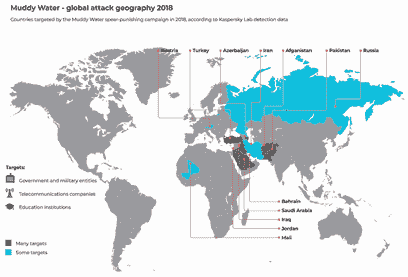 Muddy Water - global attack geography 2018
Countries targeted by the Muddy Water spear-punishing campaign in 2018, according to Kaspersky Lab detection data
Austria Turkey Azerbaijan Iran Afghanistan Pakistan Russia
Targets:
Government and military entities
Telecommunications companies
Education Institutions
Many targets
Some targets
Bahrain
Saudi Arabia
Iraq
Jordan
Mali